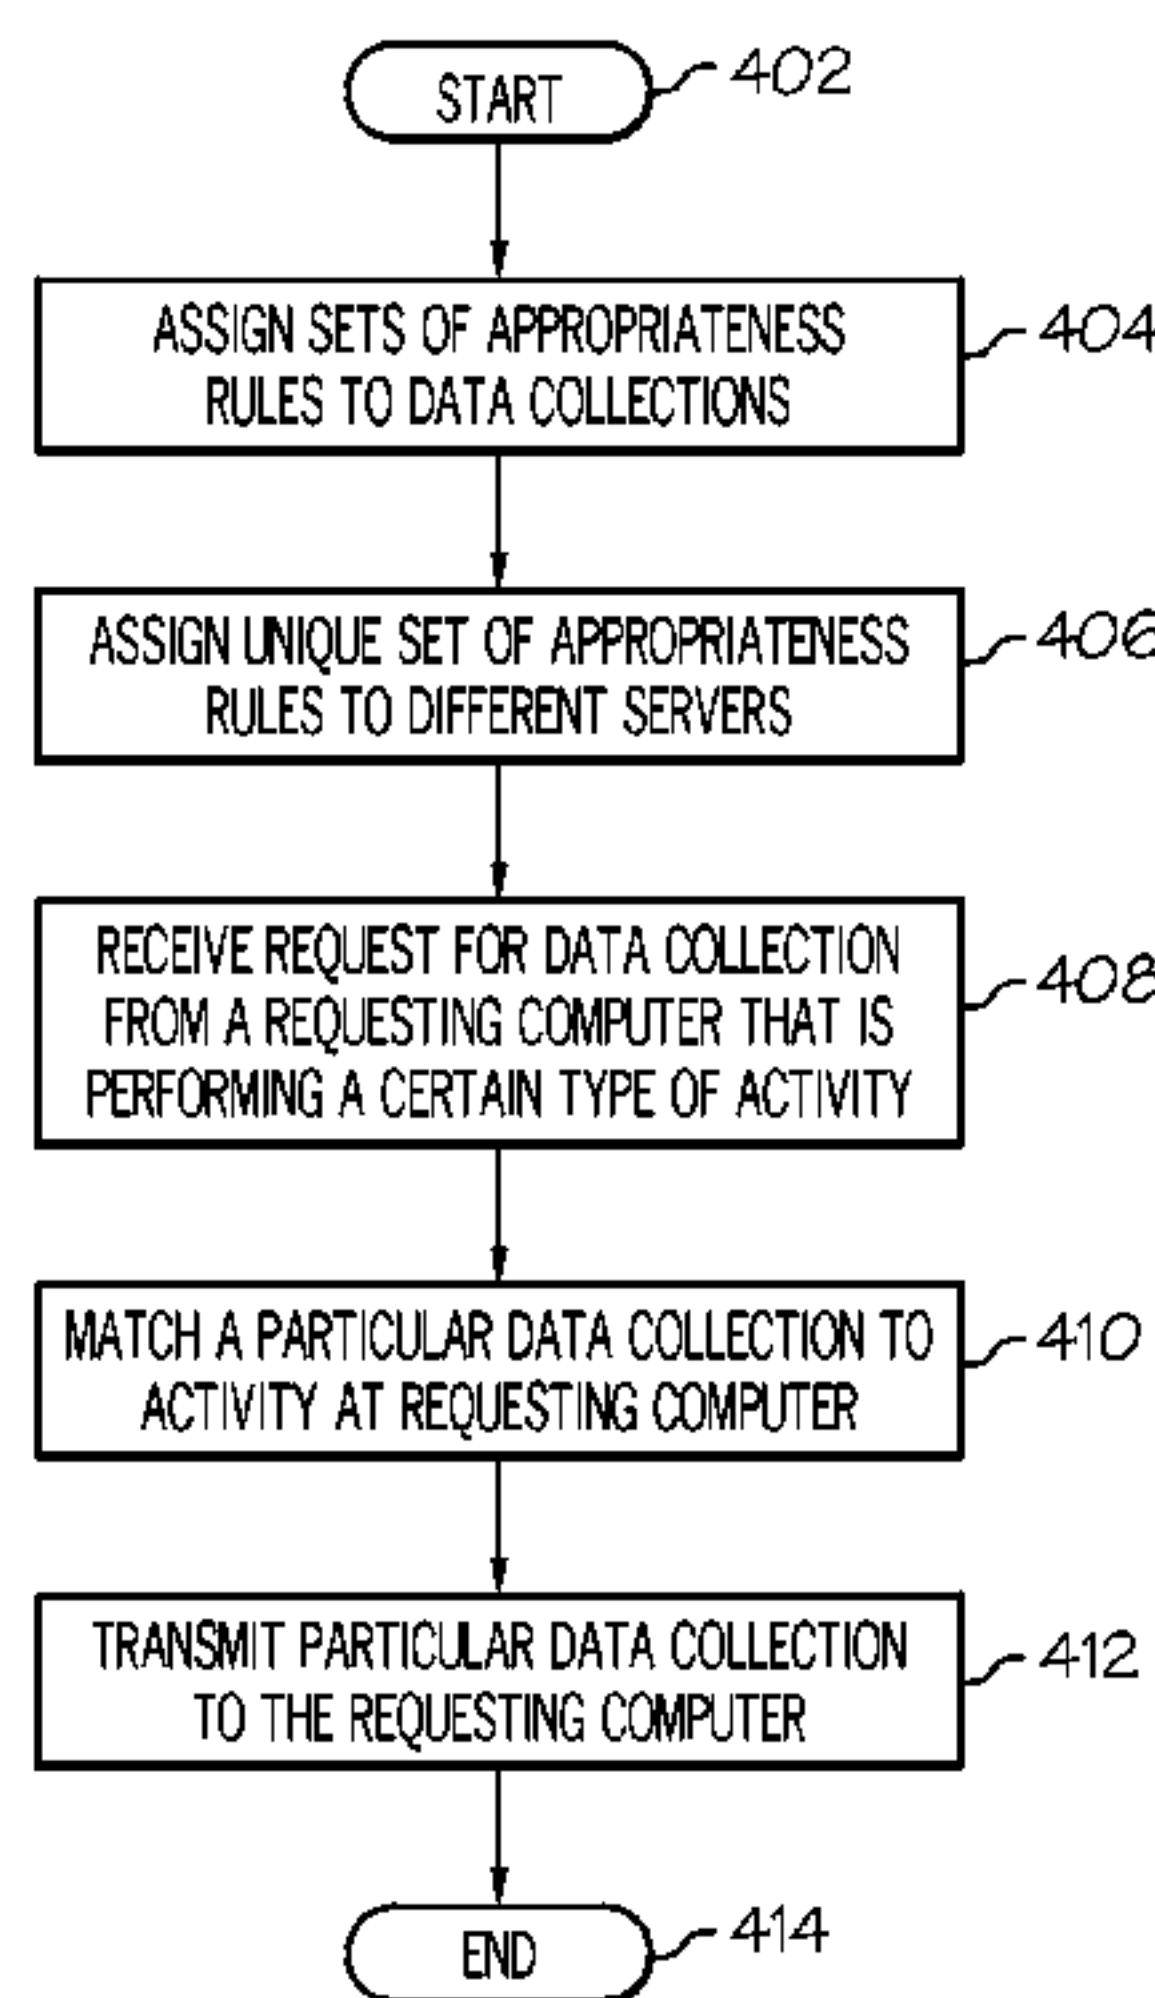 START
402
ASSIGN SETS OF APPROPRIATENESS
RULES TO DATA COLLECTIONS
404
ASSIGN UNIQUE SET OF APPROPRIATENESS
RULES TO DIFFERENT SERVERS
406
RECEIVE REQUEST FOR DATA COLLECTION
FROM A REQUESTING COMPUTER THAT IS
PERFORMING A CERTAIN TYPE OF ACTIVITY
408
MATCH A PARTICULAR DATA COLLECTION TO
ACTIVITY AT REQUESTING COMPUTER
410
TRANSMIT PARTICULAR DATA COLLECTION
TO THE REQUESTING COMPUTER
412
END
414